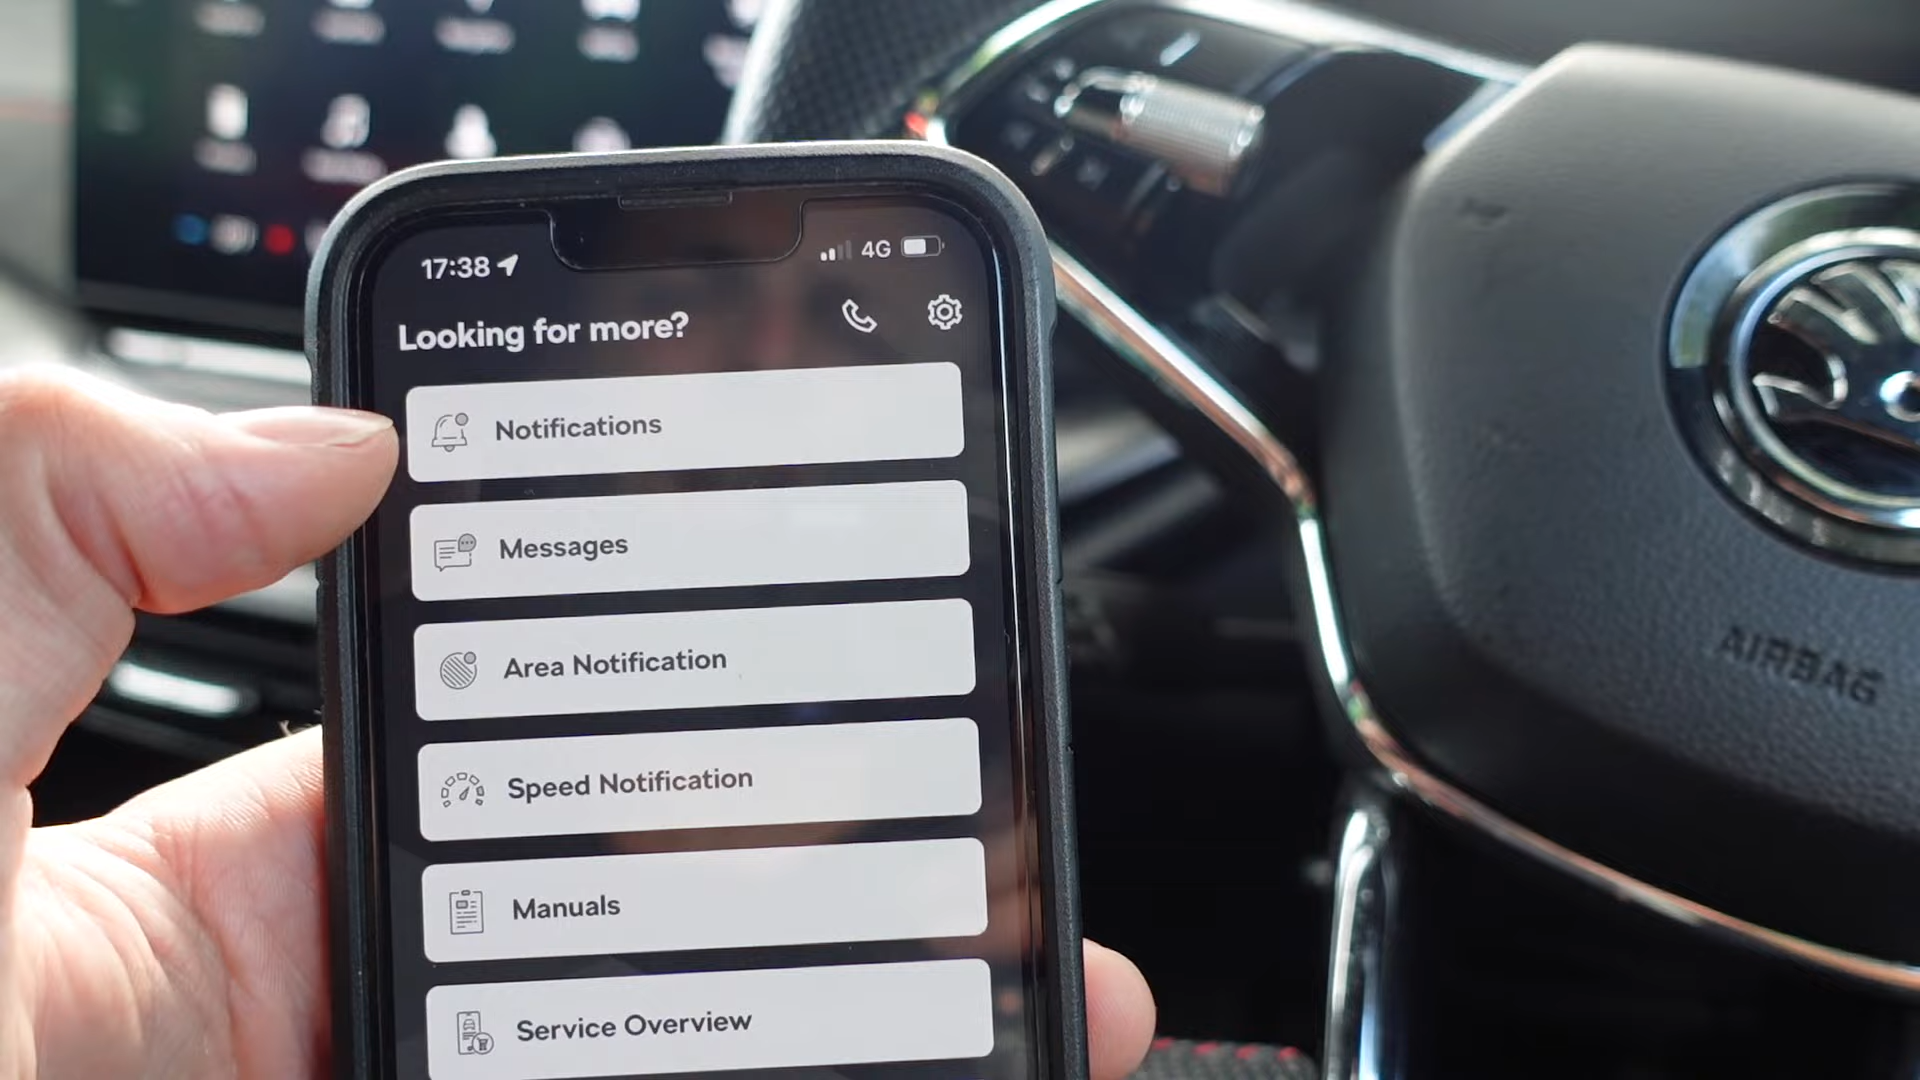 17:38
4G
Looking for more?
Notifications
Messages
Area Notification
Speed Notification
Manuals
Service Overview
AIRBAG